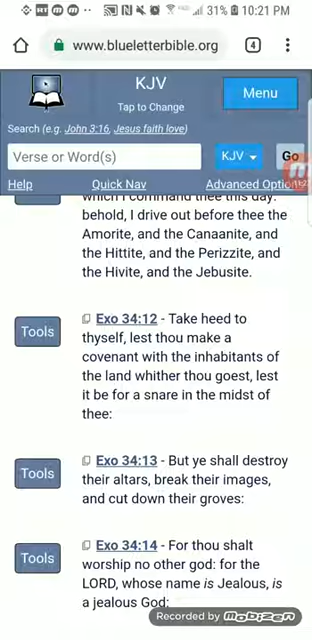 31% 10:21 PM
www.blueletterbible.org
4
KJV
Tap to Change
Menu
Search (e.g. John 3:16, Jesus faith love)
Verse or Word(s)
KJV
Go
Help
Quick Nav
Advanced Options
which I command thee this day:
behold, I drive out before thee the
Amorite, and the Canaanite, and
the Hittite, and the Perizzite, and
the Hivite, and the Jebusite.
Tools
Exo 34:12 - Take heed to
thyself, lest thou make a
covenant with the inhabitants of
the land whither thou goest, lest
it be for a snare in the midst of
thee:
Tools
Exo 34:13 - But ye shall destroy
their altars, break their images,
and cut down their groves:
Tools
Exo 34:14 - For thou shalt
worship no other god: for the
LORD, whose name is Jealous, is
a jealous God:
Recorded by Mobizen